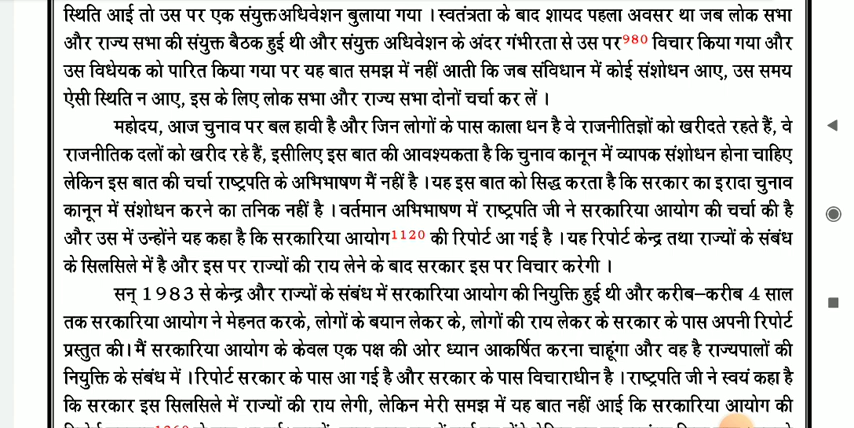 स्थिति आई तो उस पर एक संयुक्तअधिवेशन बुलाया गया । स्वतंत्रता के बाद शायद पहला अवसर था जब लोक सभा
और राज्य सभा की संयुक्त बैठक हुई थी और संयुक्त अधिवेशन के अंदर गंभीरता से उस पर980 विचार किया गया और
उस विधेयक को पारित किया गया पर यह बात समझ में नहीं आती कि जब संविधान में कोई संशोधन आए, उस समय
ऐसी स्थिति न आए, इस के लिए लोक सभा और राज्य सभा दोनों चर्चा कर लें ।
महोदय, आज चुनाव पर बल हावी है और जिन लोगों के पास काला धन है वे राजनीतिज्ञों को खरीदते रहते हैं, वे
राजनीतिक दलों को खरीद रहे हैं, इसीलिए इस बात की आवश्यकता है कि चुनाव कानून में व्यापक संशोधन होना चाहिए
लेकिन इस बात की चर्चा राष्ट्रपति के अभिभाषण मैं नहीं है । यह इस बात को सिद्ध करता है कि सरकार का इरादा चुनाव
कानून में संशोधन करने का तनिक नहीं है । वर्तमान अभिभाषण में राष्ट्रपति जी ने सरकारिया आयोग की चर्चा की है
और उस में उन्होंने यह कहा है कि सरकारिया आयोग1120 की रिपोर्ट आ गई है । यह रिपोर्ट केन्द्र तथा राज्यों के संबंध
के सिलसिले में है और इस पर राज्यों की राय लेने के बाद सरकार इस पर विचार करेगी ।
सन् 1983 से केन्द्र और राज्यों के संबंध में सरकारिया आयोग की नियुक्ति हुई थी और करीब–करीब 4 साल
तक सरकारिया आयोग ने मेहनत करके, लोगों के बयान लेकर के, लोगों की राय लेकर के सरकार के पास अपनी रिपोर्ट
प्रस्तुत की। मैं सरकारिया आयोग के केवल एक पक्ष की ओर ध्यान आकर्षित करना चाहूंगा और वह है राज्यपालों की
नियुक्ति के संबंध में । रिपोर्ट सरकार के पास आ गई है और सरकार के पास विचाराधीन है । राष्ट्रपति जी ने स्वयं कहा है
कि सरकार इस सिलसिले में राज्यों की राय लेगी, लेकिन मेरी समझ में यह बात नहीं आई कि सरकारिया आयोग की